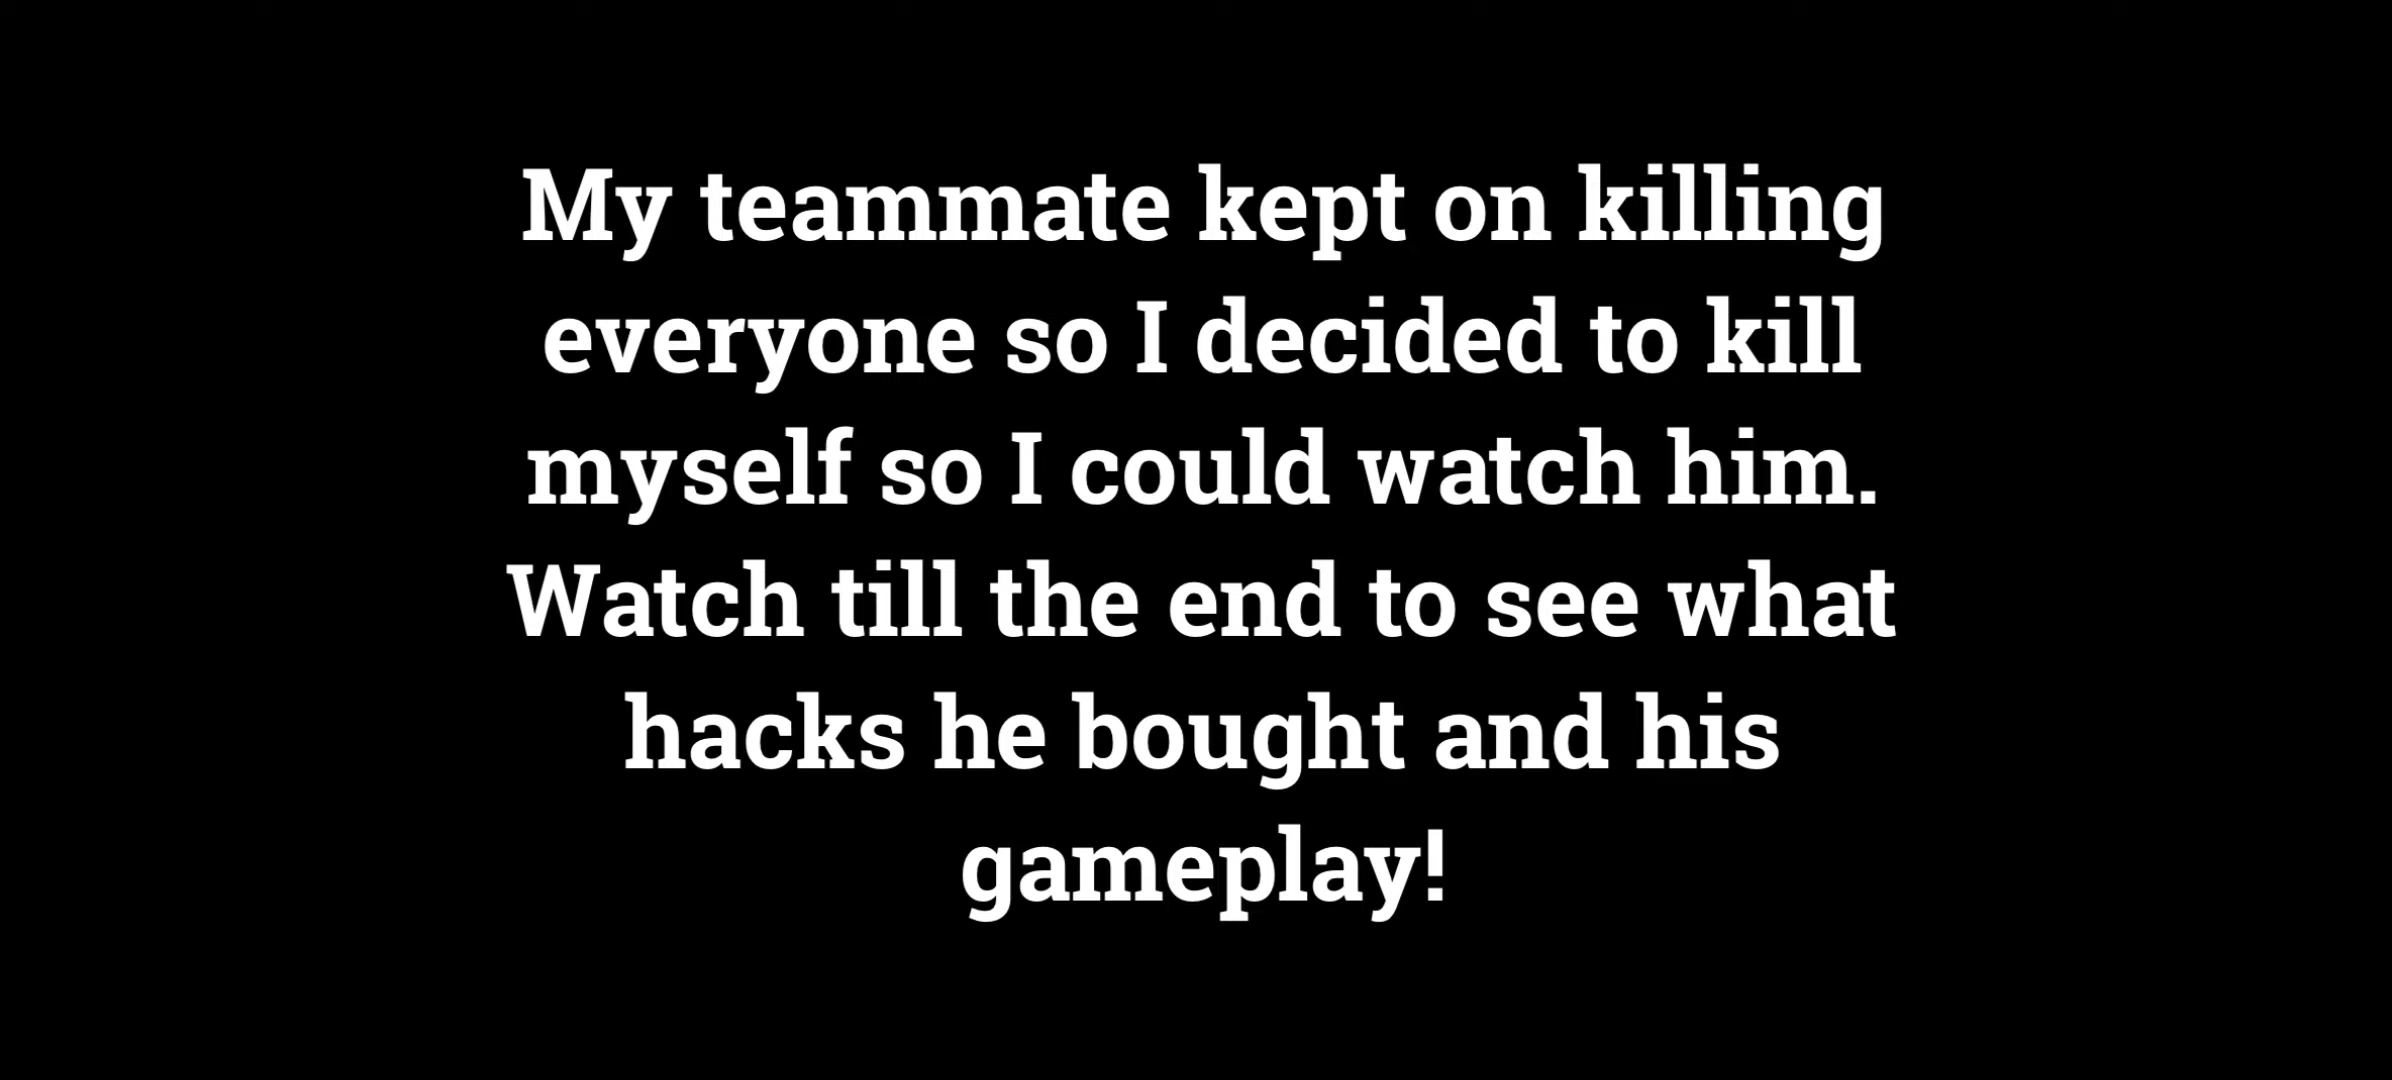 My teammate kept on killing
everyone so I decided to kill
myself so I could watch him.
Watch till the end to see what
hacks he bought and his
gameplay!